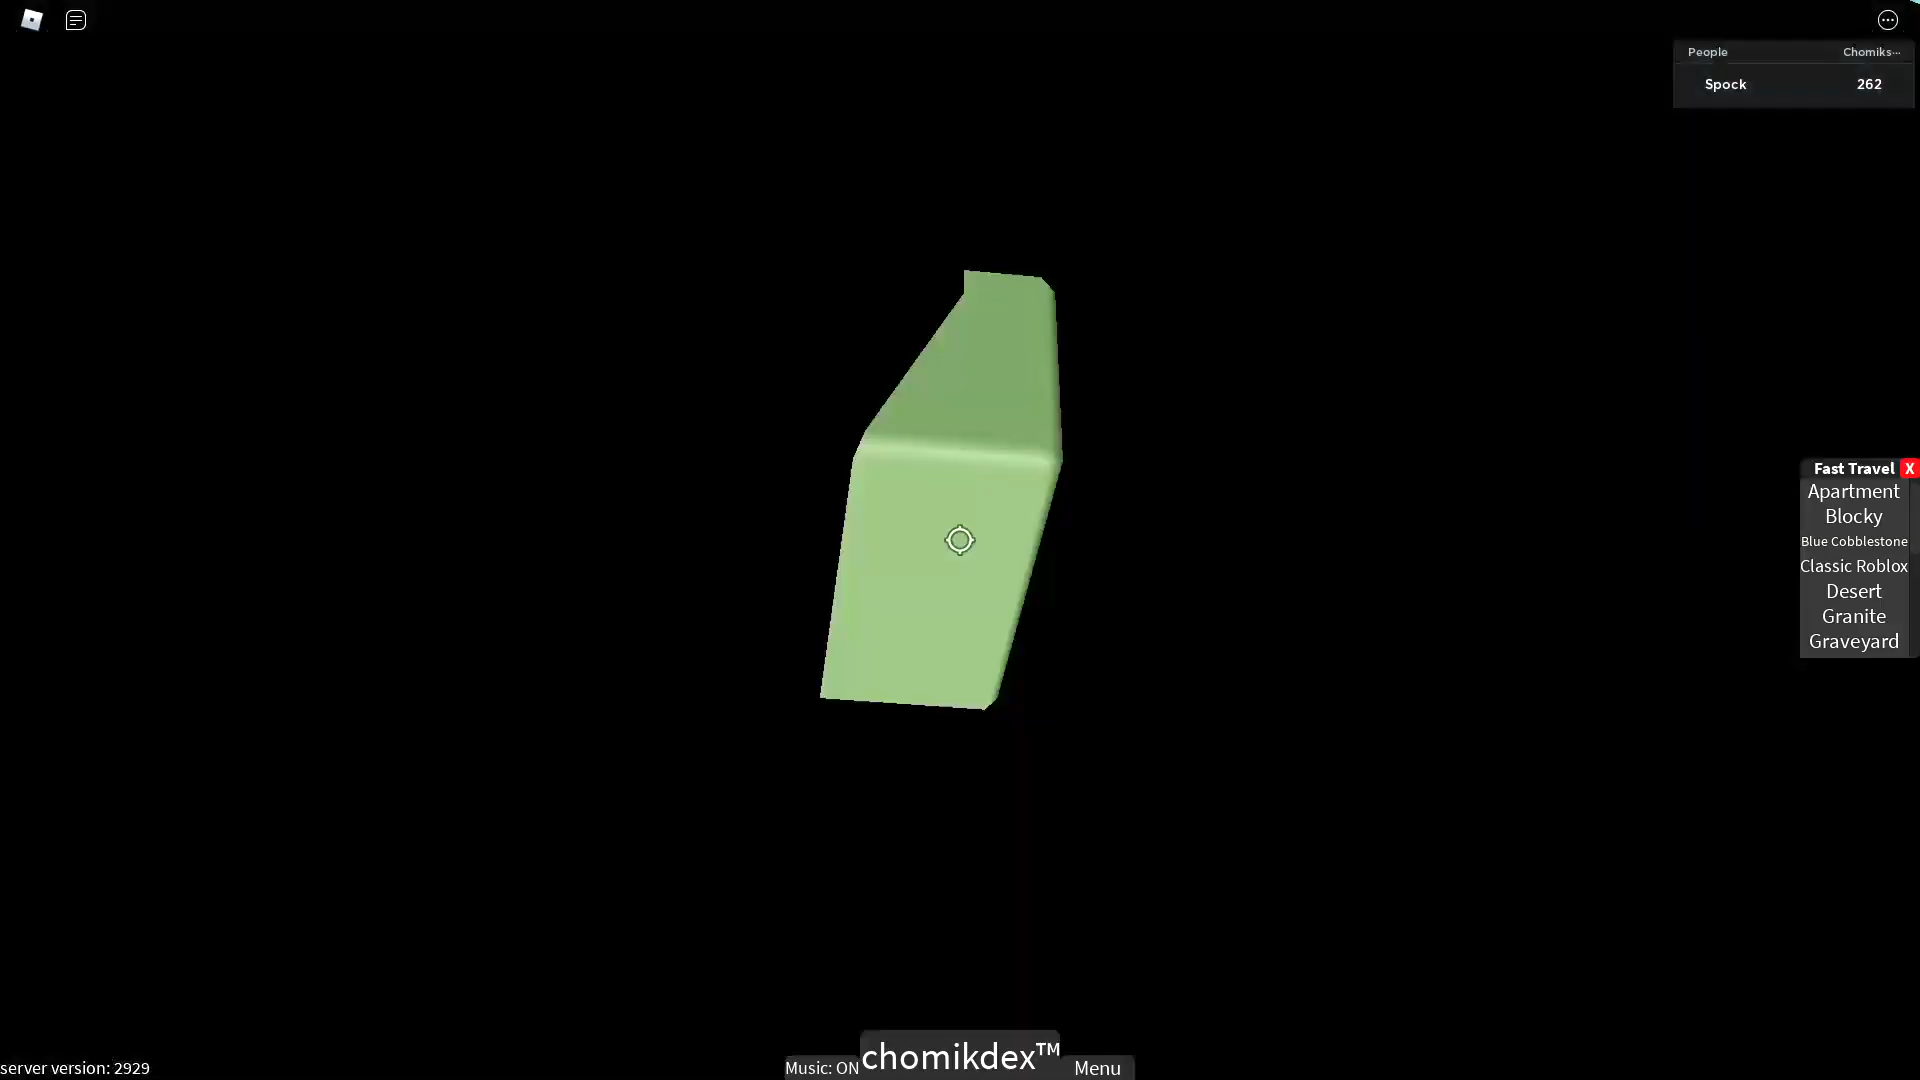 People Chomiks...
Spock 262
Fast Travel X
Apartment
Blocky
Blue Cobblestone
Classic Roblox
Desert
Granite
Graveyard
server version: 2929
Music: ON
chomikdex™
Menu